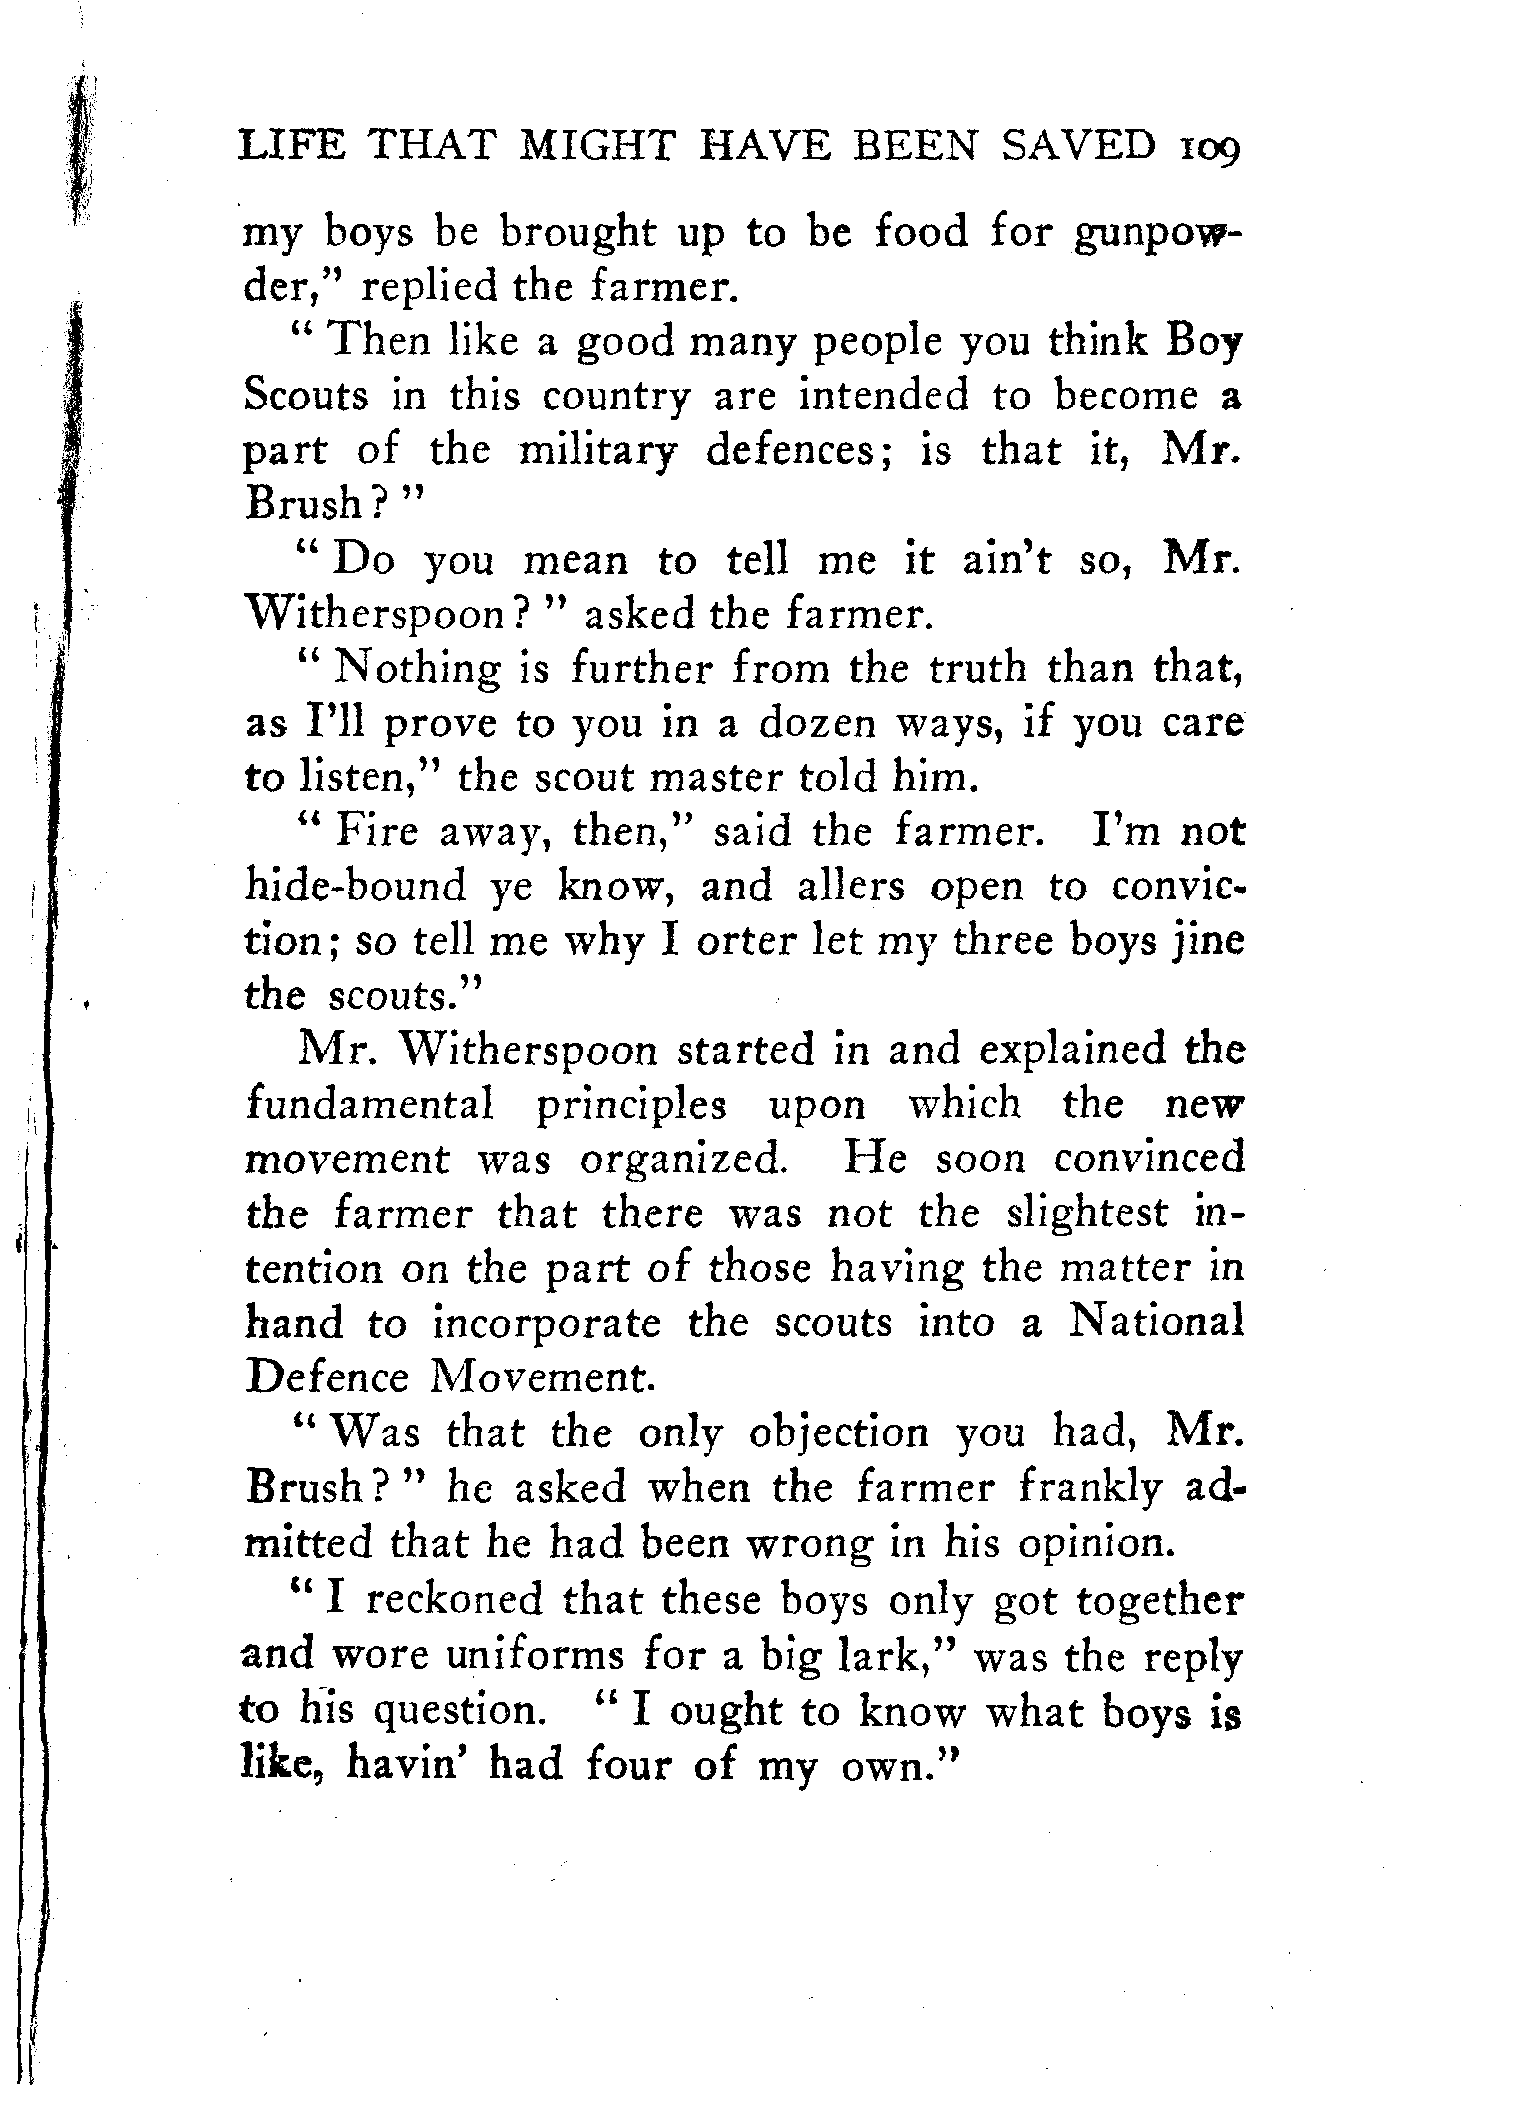 LIFE THAT MIGHT HAVE BEEN SAVED 109
my boys be brought up to be food for gunpow-
der,” replied the farmer.
“ Then like a good many people you think Boy
Scouts in this country are intended to become a
part of the military defences; is that it, Mr.
Brush? ”
“ Do you mean to tell me it ain’t so, Mr.
Witherspoon? ” asked the farmer.
“ Nothing is further from the truth than that,
as I’ll prove to you in a dozen ways, if you care
to listen,” the scout master told him.
“ Fire away, then,” said the farmer. I’m not
hide-bound ye know, and allers open to convic-
tion; so tell me why I orter let my three boys jine
the scouts.”
Mr. Witherspoon started in and explained the
fundamental principles upon which the new
movement was organized. He soon convinced
the farmer that there was not the slightest in-
tention on the part of those having the matter in
hand to incorporate the scouts into a National
Defence Movement.
“ Was that the only objection you had, Mr.
Brush? ” he asked when the farmer frankly ad-
mitted that he had been wrong in his opinion.
“ I reckoned that these boys only got together
and wore uniforms for a big lark,” was the reply
to his question. “ I ought to know what boys is
like, havin’ had four of my own.”